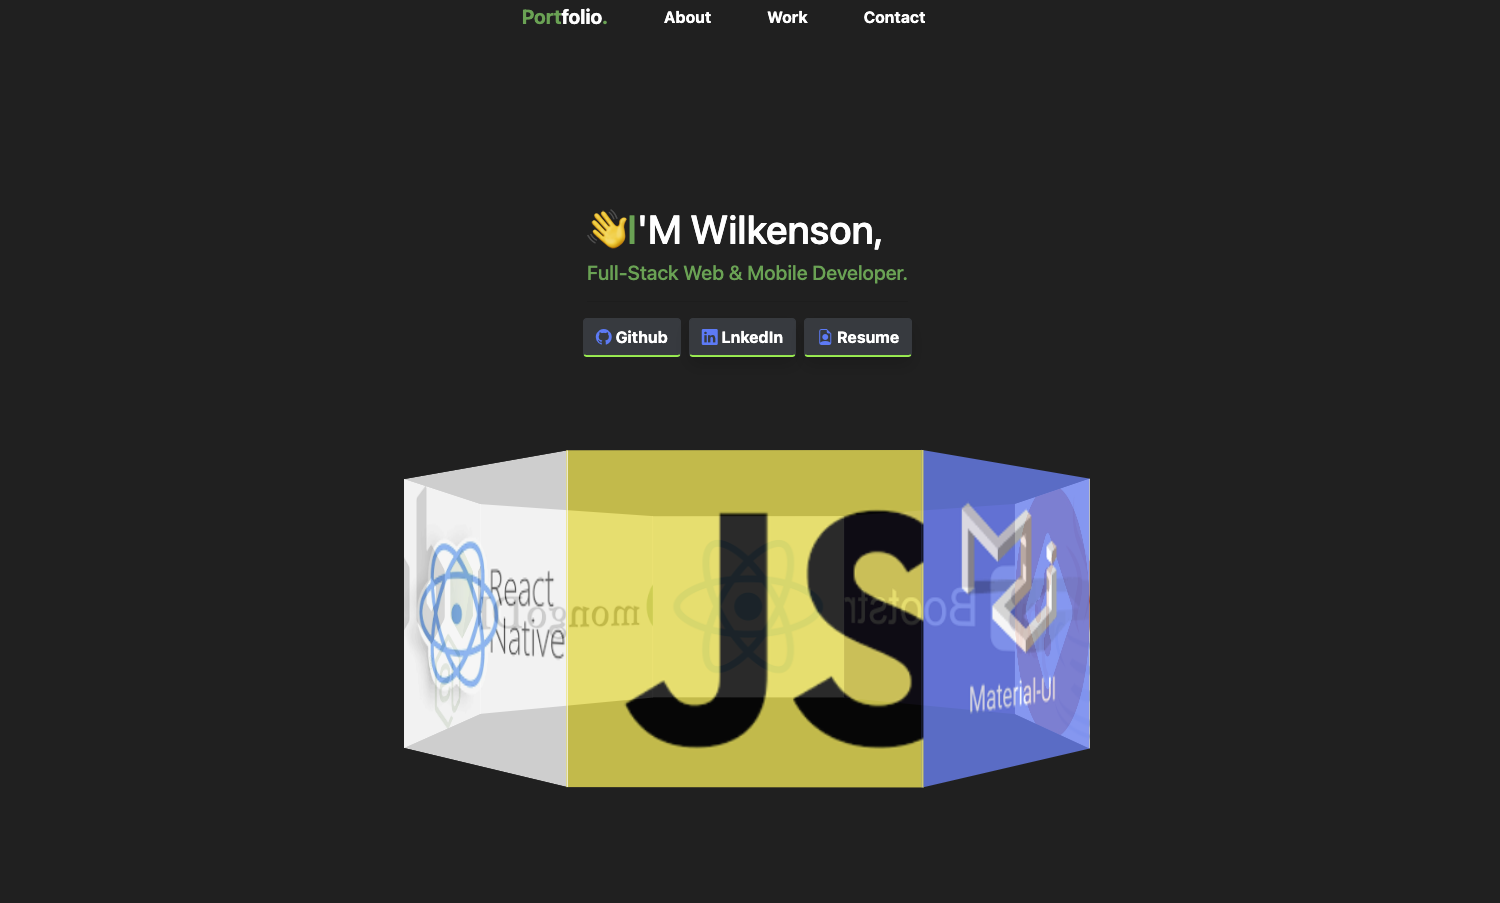 Portfolio.
About
Work
Contact
I'M Wilkenson,
Full-Stack Web & Mobile Developer.
Github
LnkedIn
Resume
React
Native
JS
Material-UI